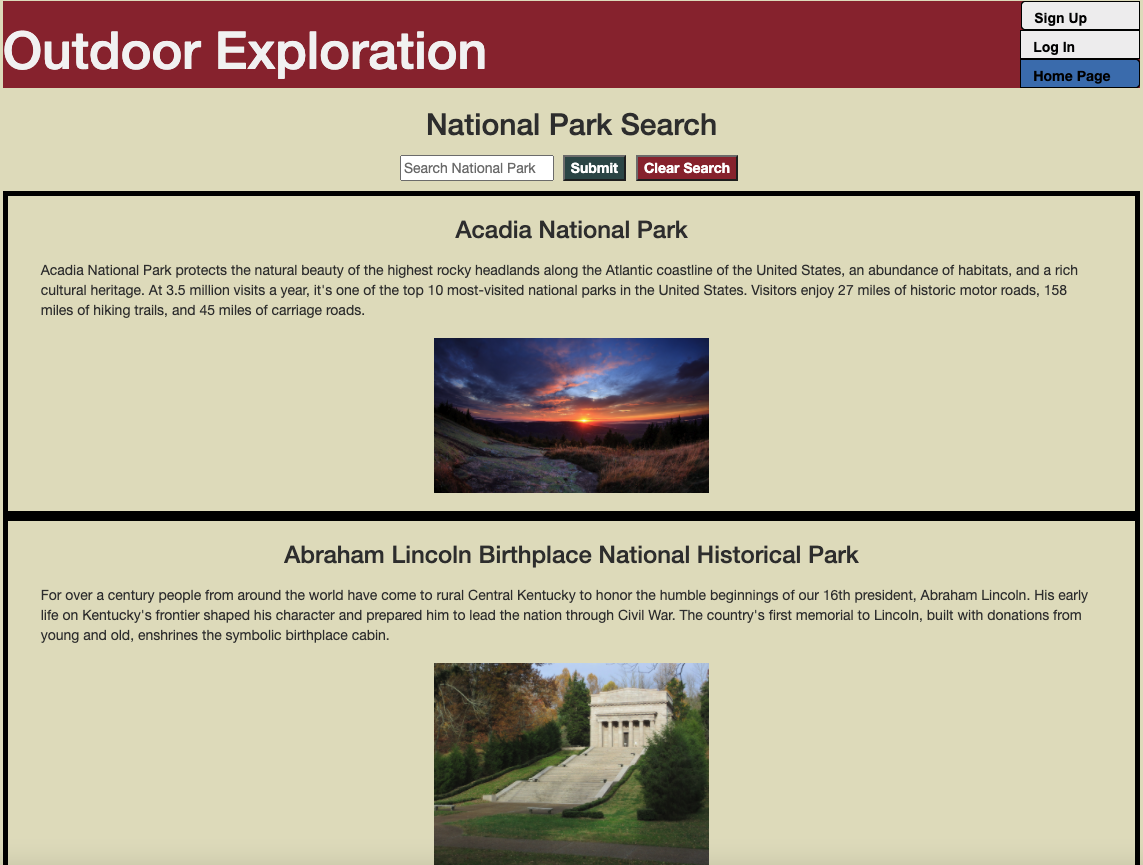 Outdoor Exploration
Sign Up
Log In
Home Page
National Park Search
Search National Park
Submit
Clear Search
Acadia National Park
Acadia National Park protects the natural beauty of the highest rocky headlands along the Atlantic coastline of the United States, an abundance of habitats, and a rich
cultural heritage. At 3.5 million visits a year, it's one of the top 10 most-visited national parks in the United States. Visitors enjoy 27 miles of historic motor roads, 158
miles of hiking trails, and 45 miles of carriage roads.
Abraham Lincoln Birthplace National Historical Park
For over a century people from around the world have come to rural Central Kentucky to honor the humble beginnings of our 16th president, Abraham Lincoln. His early
life on Kentucky's frontier shaped his character and prepared him to lead the nation through Civil War. The country's first memorial to Lincoln, built with donations from
young and old, enshrines the symbolic birthplace cabin.